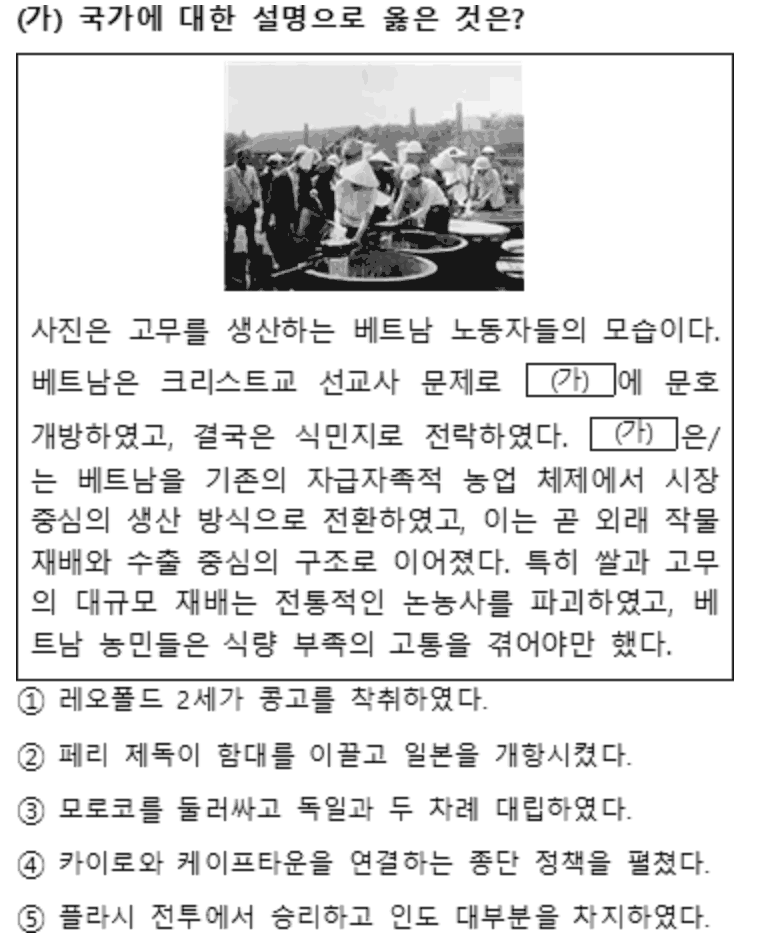 (가) 국가에 대한 설명으로 옳은 것은?
사진은 고무를 생산하는 베트남 노동자들의 모습이다.
베트남은 크리스트교 선교사 문제로 (가) 에 문호
개방하였고, 결국은 식민지로 전락하였다. (가) 은/
는 베트남을 기존의 자급자족적 농업 체제에서 시장
중심의 생산 방식으로 전환하였고, 이는 곧 외래 작물
재배와 수출 중심의 구조로 이어졌다. 특히 쌀과 고무
의 대규모 재배는 전통적인 논농사를 파괴하였고, 베
트남 농민들은 식량 부족의 고통을 겪어야만 했다.
① 레오폴드 2세가 콩고를 착취하였다.
② 페리 제독이 함대를 이끌고 일본을 개항시켰다.
③ 모로코를 둘러싸고 독일과 두 차례 대립하였다.
④ 카이로와 케이프타운을 연결하는 종단 정책을 펼쳤다.
⑤ 플라시 전투에서 승리하고 인도 대부분을 차지하였다.